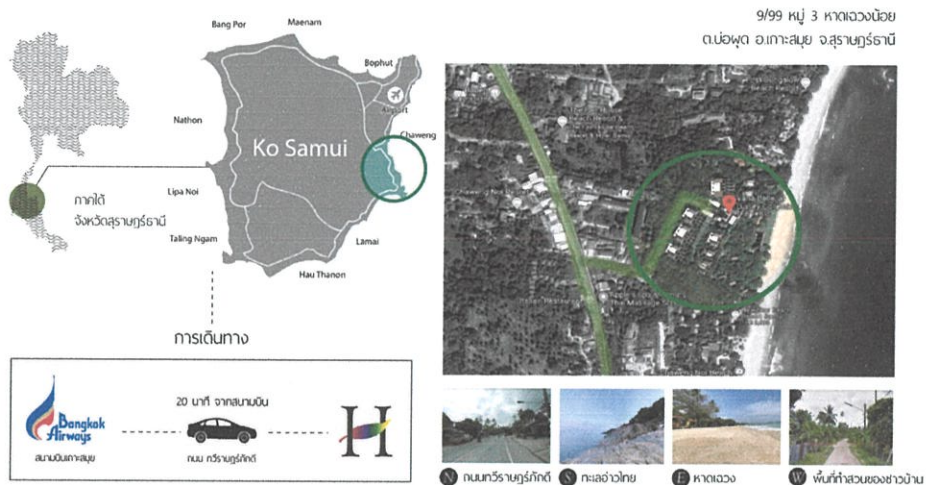 9/99 หมู่ 3 หาดเฉวงน้อย
ต.บ่อผุด อ.เกาะสมุย จ.สุราษฎร์ธานี
Bang Por
Maenam
Bophut
Airport
Nathon
Chaweng
Ko Samui
Lipa Noi
ภาคใต้
จังหวัดสุราษฎร์ธานี
Taling Ngam
Lamai
Hau Thanon
การเดินทาง
20 นาที จากสนามบิน
Bangkok
Airways
H
สนามบินเกาะสมุย
ถนน ทวีราษฎร์ภักดี
N ถนนทวีราษฎร์ภักดี
S ทะเลอ่าวไทย
E หาดเฉวง
W พื้นที่ทำสวนของชาวบ้าน